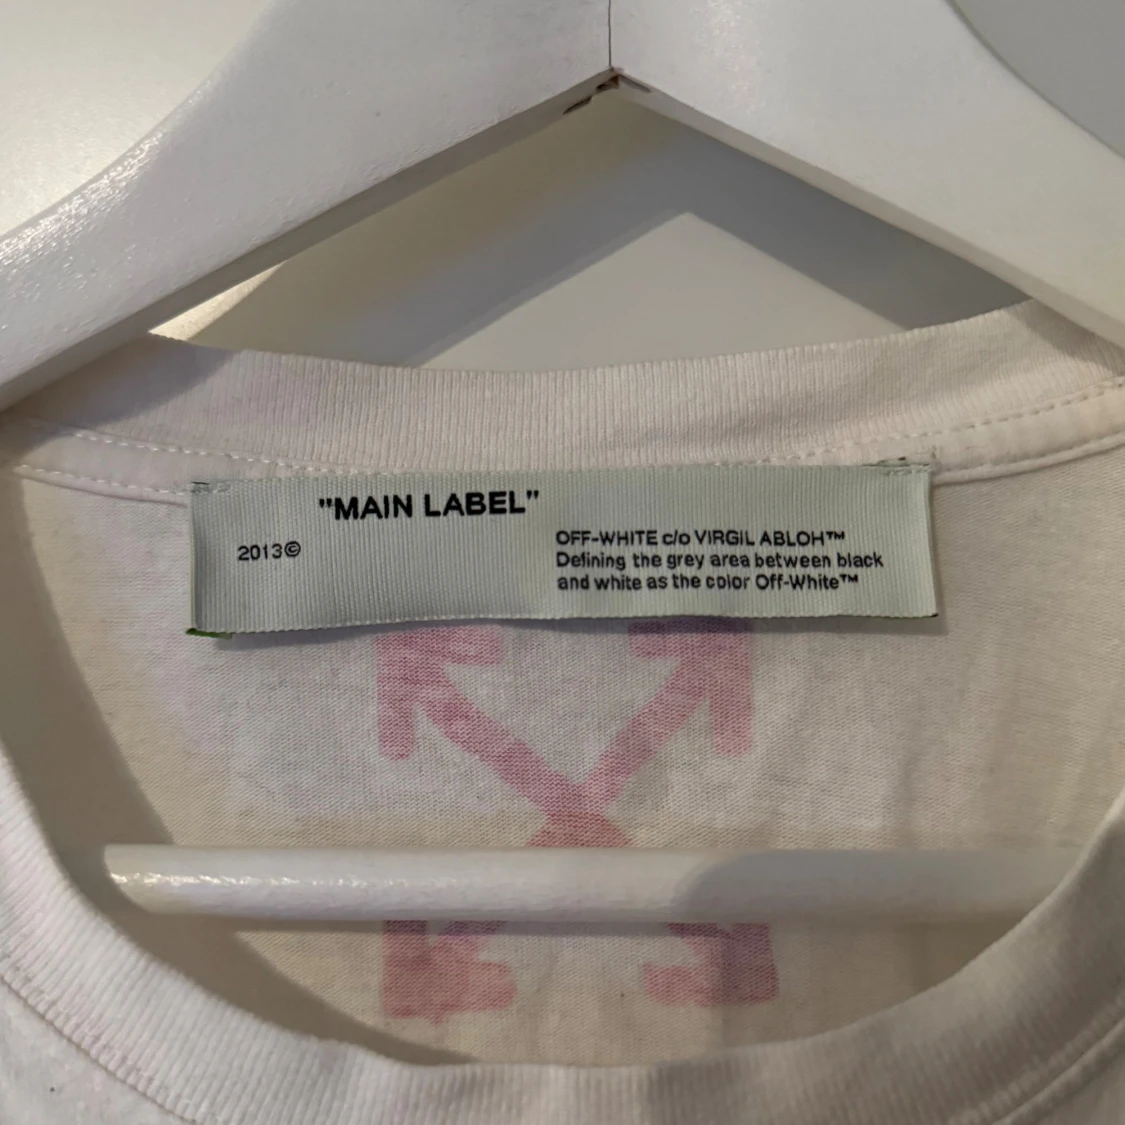 "MAIN LABEL"
2013©
OFF-WHITE c/o VIRGIL ABLOH™
Defining the grey area between black
and white as the color Off-White™